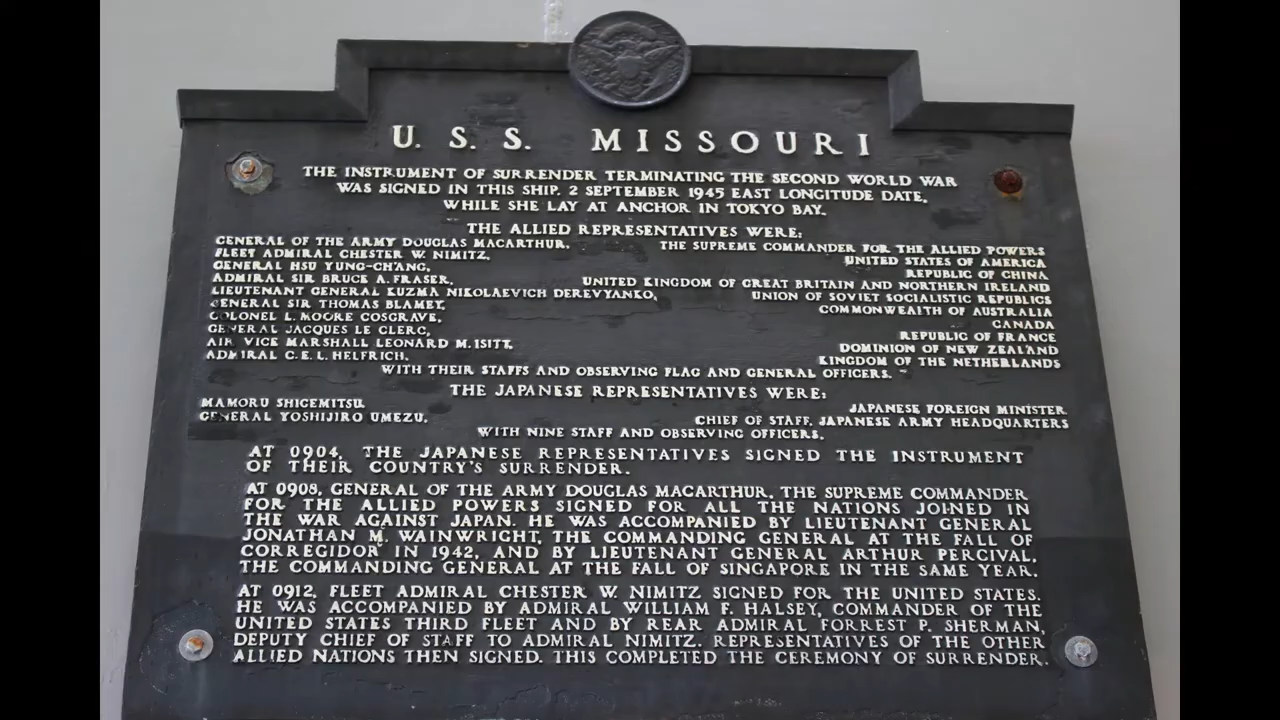 U. S. S. MISSOURI
THE INSTRUMENT OF SURRENDER TERMINATING THE SECOND WORLD WAR
WAS SIGNED IN THIS SHIP, 2 SEPTEMBER 1945 EAST LONGITUDE DATE,
WHILE SHE LAY AT ANCHOR IN TOKYO BAY.
THE ALLIED REPRESENTATIVES WERE:
GENERAL OF THE ARMY DOUGLAS MACARTHUR, THE SUPREME COMMANDER FOR THE ALLIED POWERS
FLEET ADMIRAL CHESTER W. NIMITZ, UNITED STATES OF AMERICA
GENERAL HSU YUNG-CH'ANG, REPUBLIC OF CHINA
ADMIRAL SIR BRUCE A. FRASER, UNITED KINGDOM OF GREAT BRITAIN AND NORTHERN IRELAND
LIEUTENANT GENERAL KUZMA NIKOLAEVICH DEREVYANKO, UNION OF SOVIET SOCIALISTIC REPUBLICS
GENERAL SIR THOMAS BLAMEY, COMMONWEALTH OF AUSTRALIA
COLONEL L. MOORE COSGRAVE, CANADA
GENERAL JACQUES LE CLERC, REPUBLIC OF FRANCE
AIR VICE MARSHALL LEONARD M. ISITT, DOMINION OF NEW ZEALAND
ADMIRAL C.E.L. HELFRICH, KINGDOM OF THE NETHERLANDS
WITH THEIR STAFFS AND OBSERVING FLAG AND GENERAL OFFICERS.
THE JAPANESE REPRESENTATIVES WERE:
MAMORU SHIGEMITSU, JAPANESE FOREIGN MINISTER
GENERAL YOSHIJIRO UMEZU, CHIEF OF STAFF, JAPANESE ARMY HEADQUARTERS
WITH NINE STAFF AND OBSERVING OFFICERS.
AT 0904, THE JAPANESE REPRESENTATIVES SIGNED THE INSTRUMENT
OF THEIR COUNTRY'S SURRENDER.
AT 0908, GENERAL OF THE ARMY DOUGLAS MACARTHUR, THE SUPREME COMMANDER
FOR THE ALLIED POWERS SIGNED FOR ALL THE NATIONS JOINED IN
THE WAR AGAINST JAPAN. HE WAS ACCOMPANIED BY LIEUTENANT GENERAL
JONATHAN M. WAINWRIGHT, THE COMMANDING GENERAL AT THE FALL OF
CORREGIDOR IN 1942, AND BY LIEUTENANT GENERAL ARTHUR PERCIVAL,
THE COMMANDING GENERAL AT THE FALL OF SINGAPORE IN THE SAME YEAR.
AT 0912, FLEET ADMIRAL CHESTER W. NIMITZ SIGNED FOR THE UNITED STATES.
HE WAS ACCOMPANIED BY ADMIRAL WILLIAM F. HALSEY, COMMANDER OF THE
UNITED STATES THIRD FLEET AND BY REAR ADMIRAL FORREST P. SHERMAN,
DEPUTY CHIEF OF STAFF TO ADMIRAL NIMITZ. REPRESENTATIVES OF THE OTHER
ALLIED NATIONS THEN SIGNED. THIS COMPLETED THE CEREMONY OF SURRENDER.